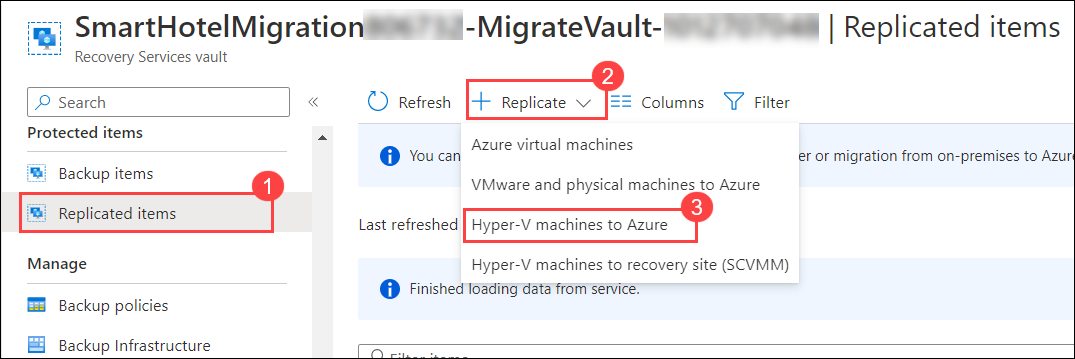 SmartHotelMigration -MigrateVault- | Replicated items
Recovery Services vault
Search
«
Refresh
Replicate
2
Columns
Filter
Protected items
Backup items
Replicated items
1
Manage
Backup policies
Backup Infrastructure
You can
er or migration from on-premises to Azure
Last refreshed
Azure virtual machines
VMware and physical machines to Azure
Hyper-V machines to Azure
3
Hyper-V machines to recovery site (SCVMM)
Finished loading data from service.
Filter items